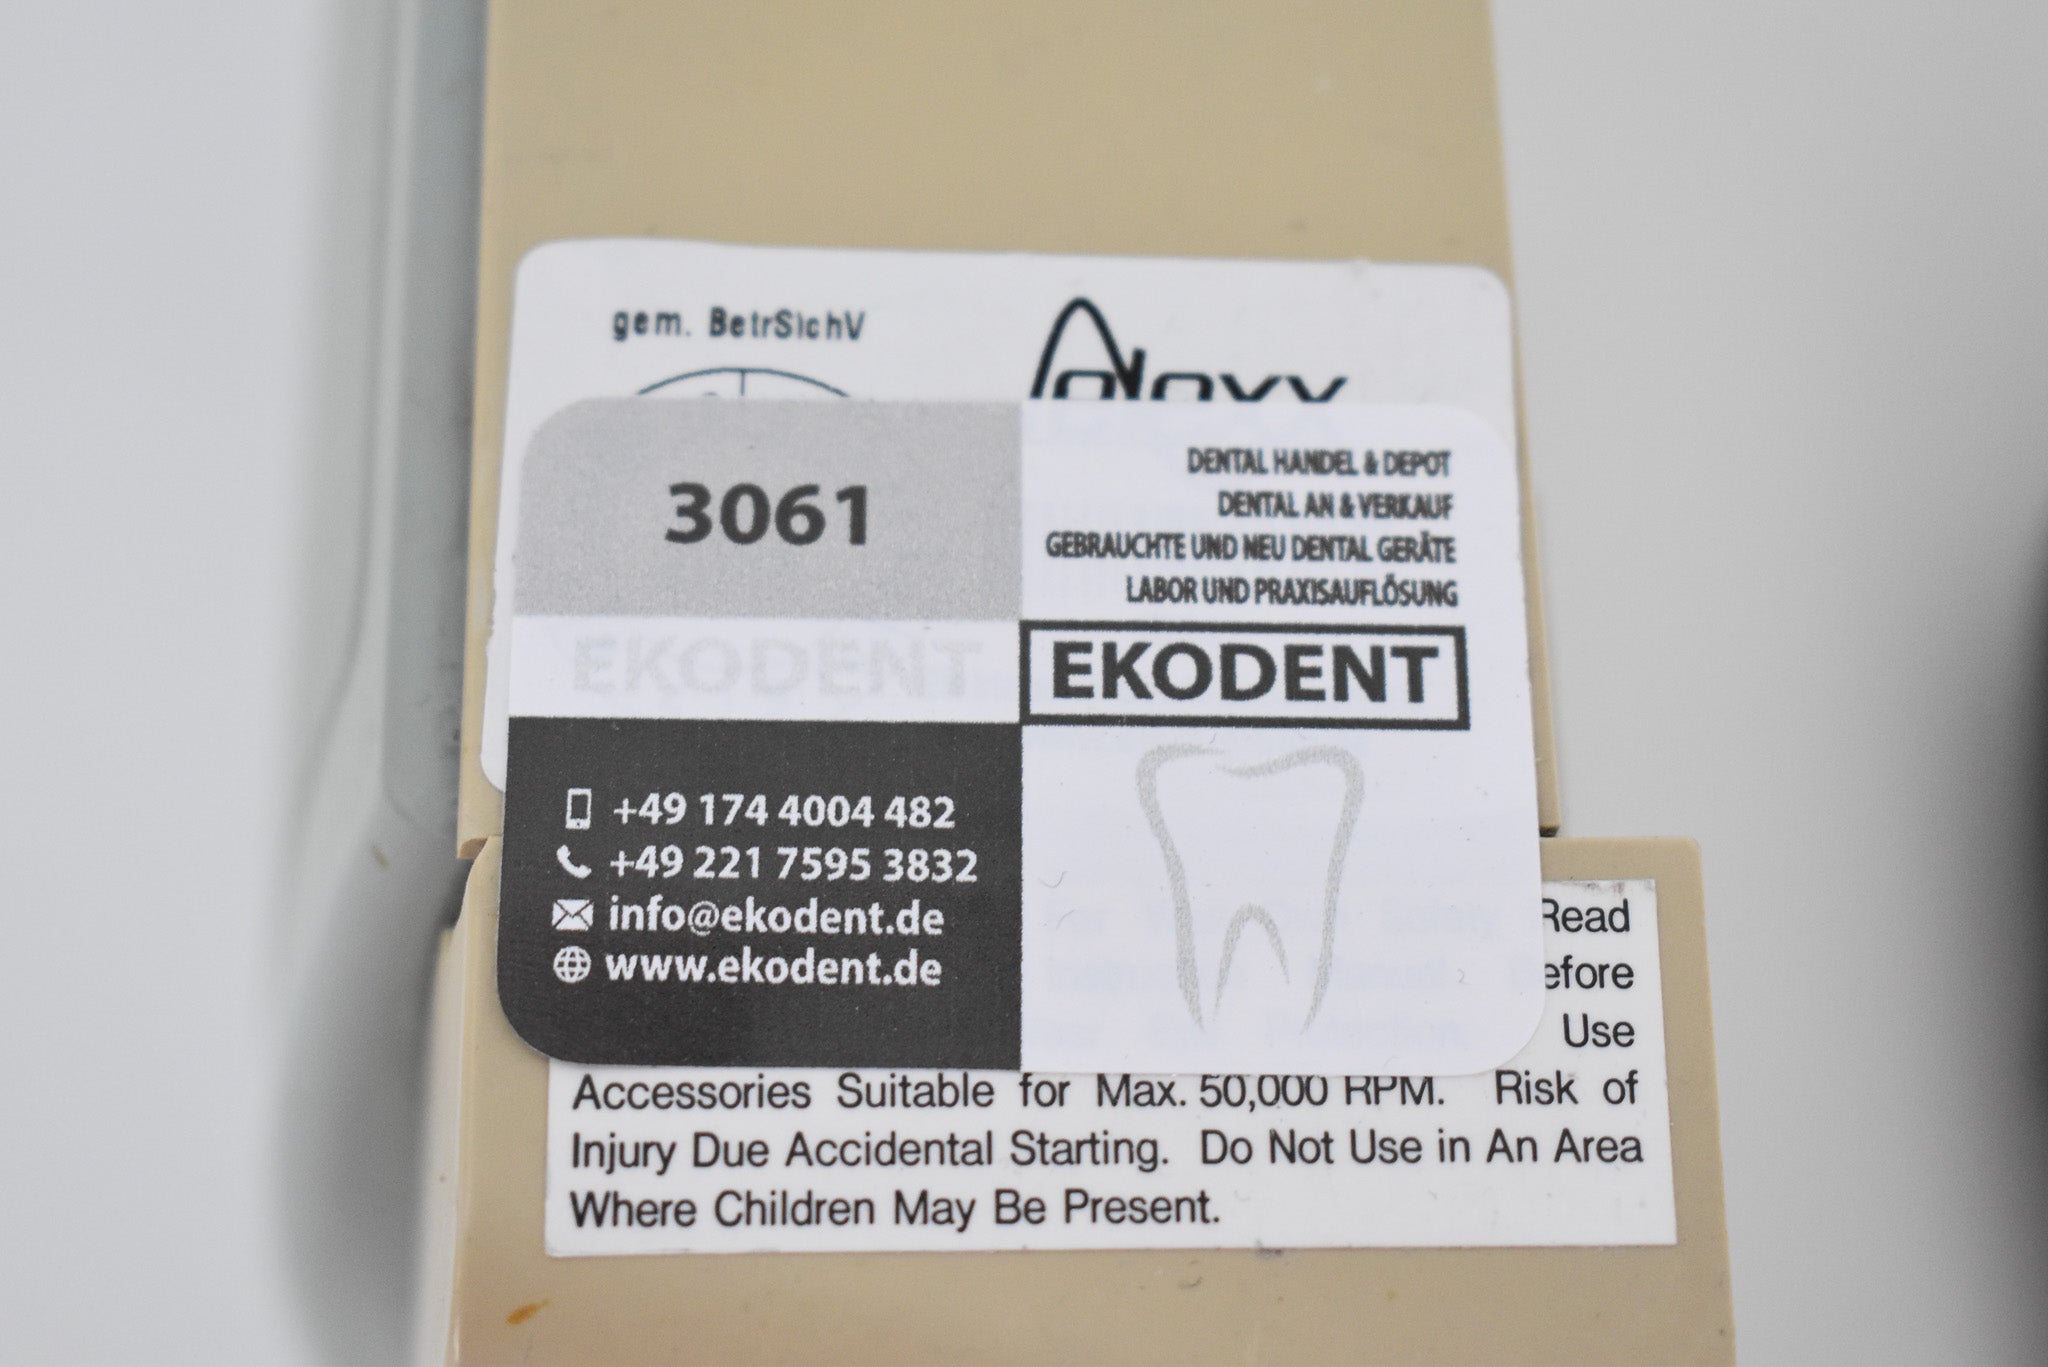 gem. BetrSichV
3061
DENTAL HANDEL & DEPOT
DENTAL AN & VERKAUF
GEBRAUCHTE UND NEU DENTAL GERÄTE
LABOR UND PRAXISAUFLÖSUNG
EKODENT
EKODENT
+49 174 4004 482
+49 221 7595 3832
info@ekodent.de
www.ekodent.de
Read
Use
Accessories Suitable for Max. 50,000 RPM. Risk of
Injury Due Accidental Starting. Do Not Use in An Area
Where Children May Be Present.